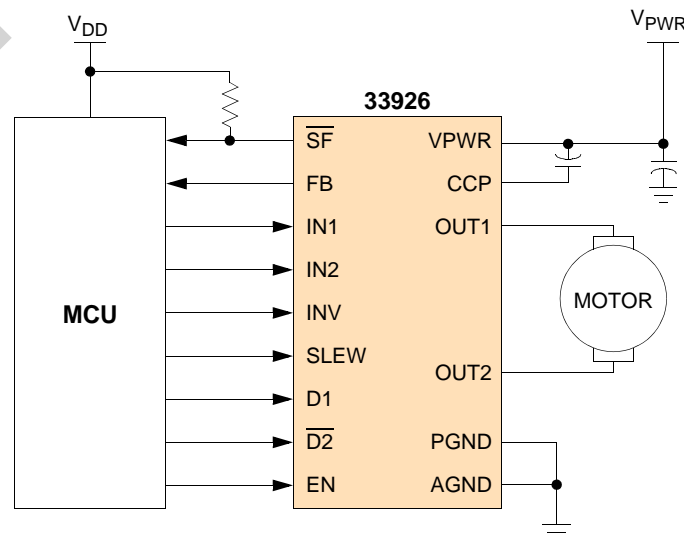 VDD
VPWR
33926
SF
VPWR
FB
CCP
IN1
OUT1
IN2
INV
MCU
MOTOR
SLEW
OUT2
D1
D2
PGND
EN
AGND